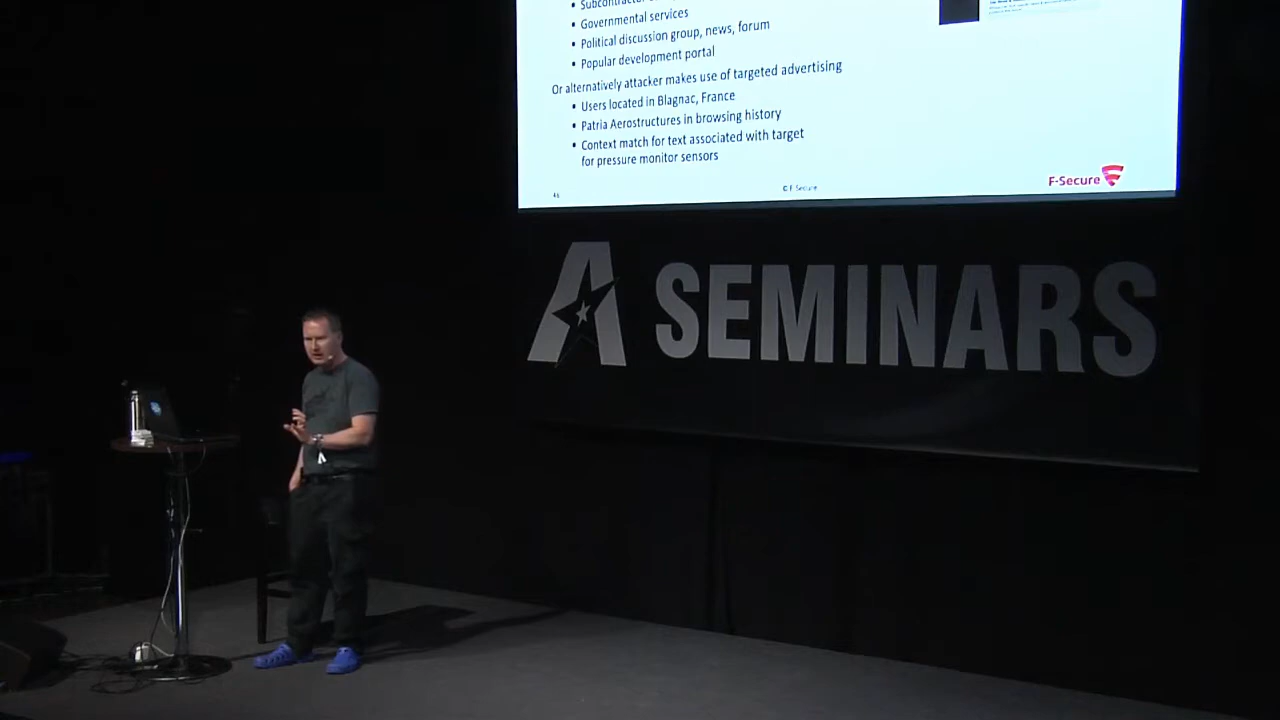 Subcontractor
Governmental services
Political discussion group, news, forum
Popular development portal
Or alternatively attacker makes use of targeted advertising
Users located in Blagnac, France
Patria Aerostructures in browsing history
Context match for text associated with target
for pressure monitor sensors
© F-Secure
F-Secure
A SEMINARS